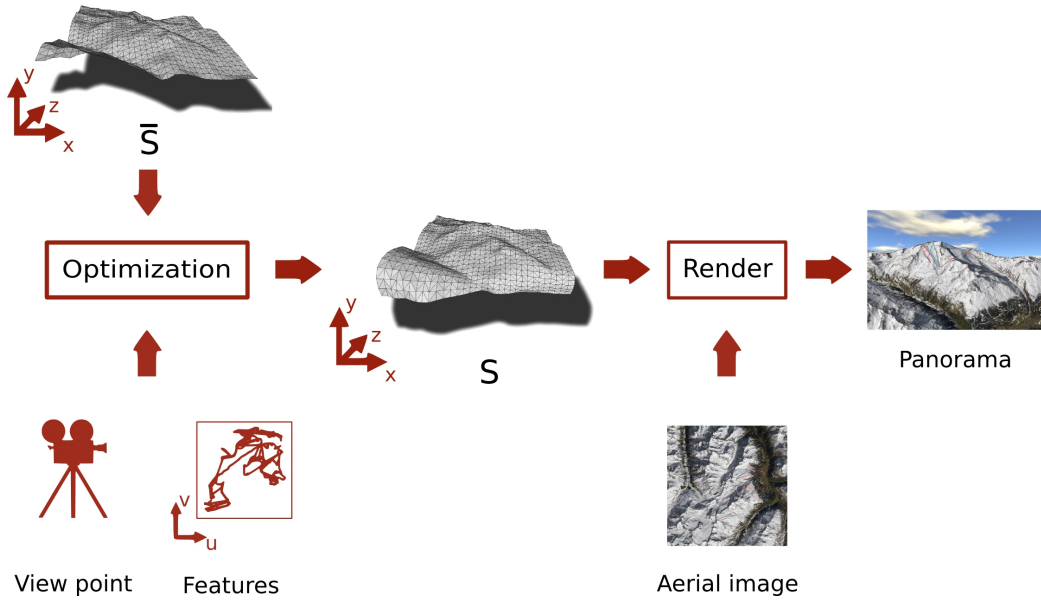 y
z
x
S̄
Optimization
Render
y
z
x
S
Panorama
v
u
View point
Features
Aerial image